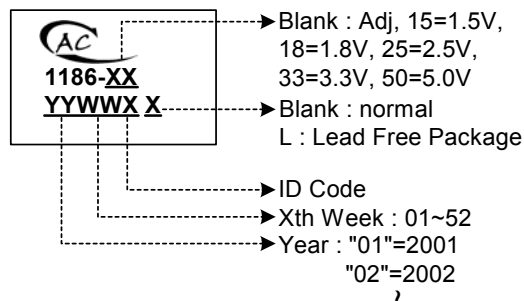 AC
1186-XX
YYWWX X
Blank : Adj, 15=1.5V,
18=1.8V, 25=2.5V,
33=3.3V, 50=5.0V
Blank : normal
L : Lead Free Package
ID Code
Xth Week : 01~52
Year : "01"=2001
"02"=2002
~